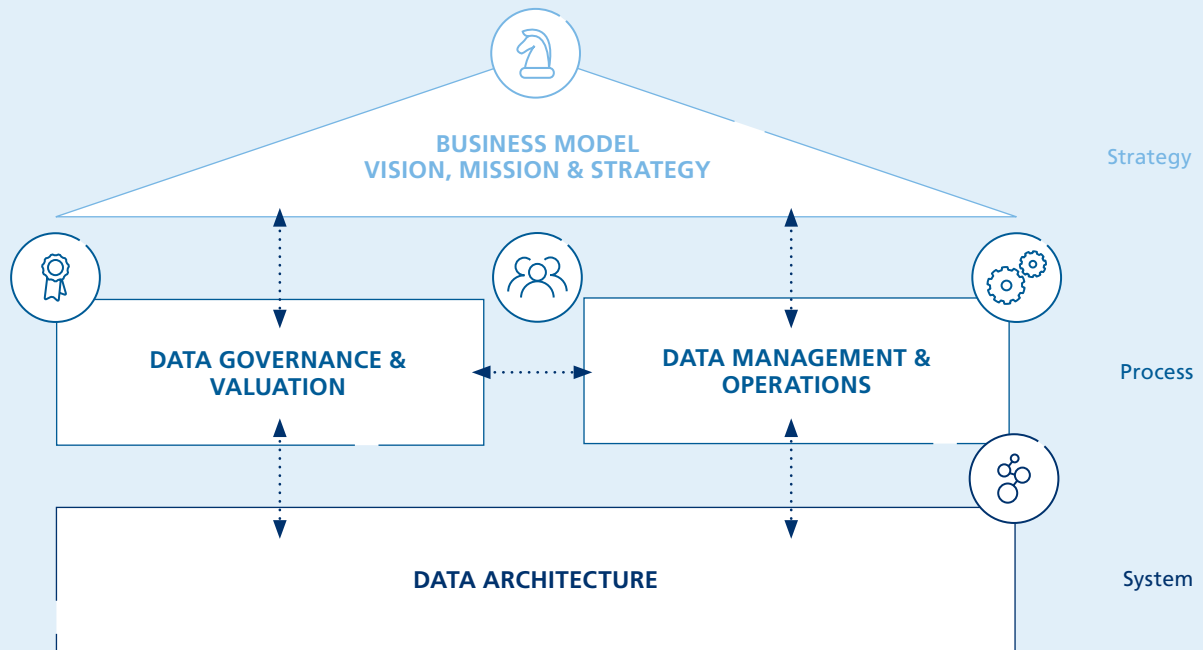 BUSINESS MODEL
VISION, MISSION & STRATEGY
Strategy
DATA GOVERNANCE &
VALUATION
DATA MANAGEMENT &
OPERATIONS
Process
DATA ARCHITECTURE
System